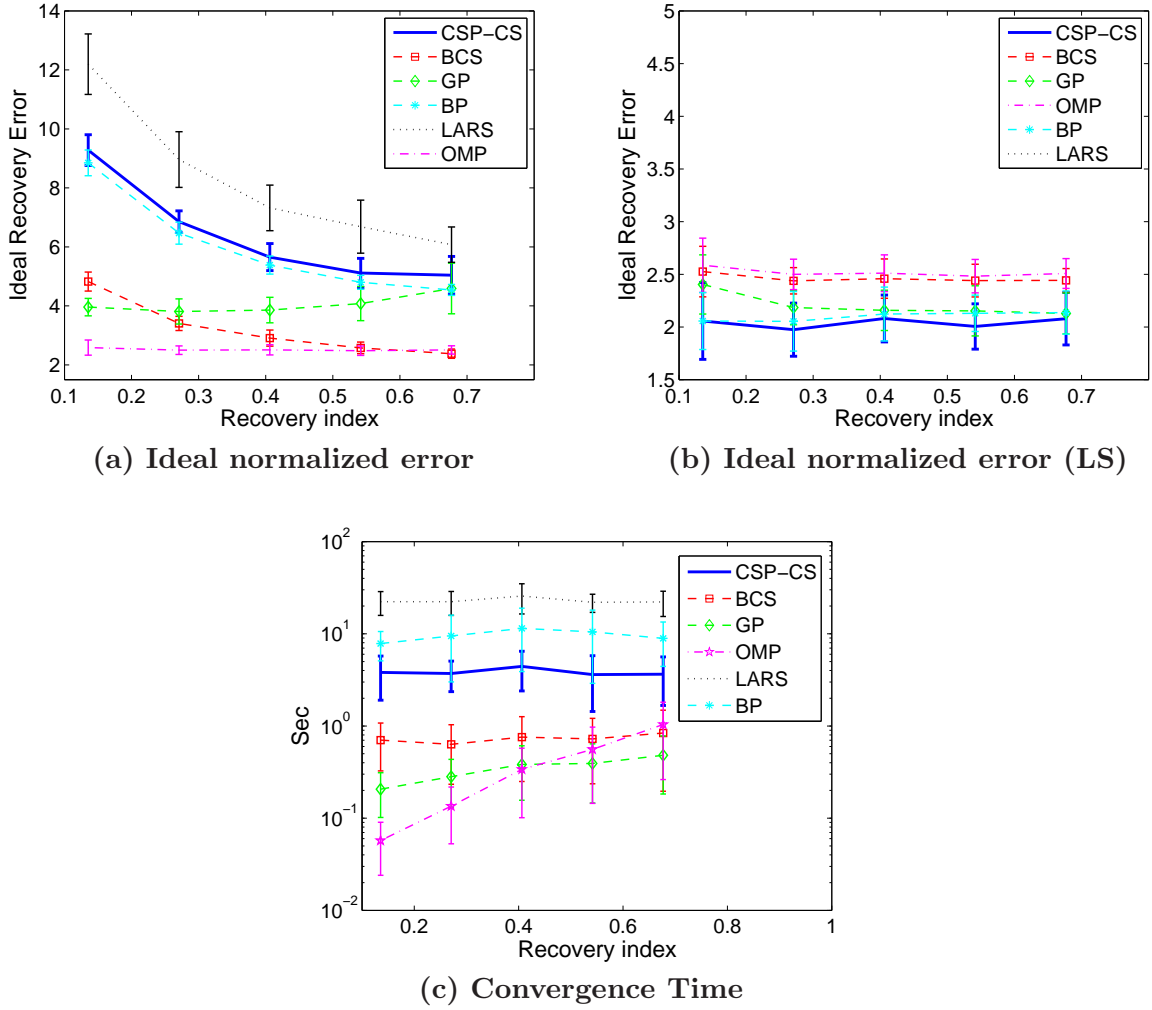 14
12
10
8
6
4
2
Ideal Recovery Error
0.1 0.2 0.3 0.4 0.5 0.6 0.7
Recovery index
CSP−CS
BCS
GP
BP
LARS
OMP
(a) Ideal normalized error
5
4.5
4
3.5
3
2.5
2
1.5
Ideal Recovery Error
0.1 0.2 0.3 0.4 0.5 0.6 0.7
Recovery index
CSP−CS
BCS
GP
OMP
BP
LARS
(b) Ideal normalized error (LS)
10^2
10^1
10^0
10^−1
10^−2
Sec
0.2 0.4 0.6 0.8 1
Recovery index
CSP−CS
BCS
GP
OMP
LARS
BP
(c) Convergence Time